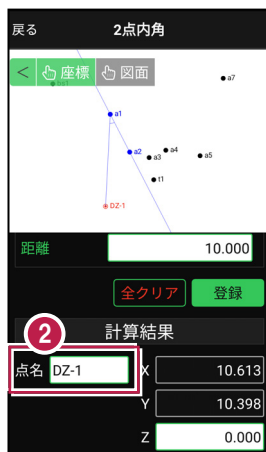 戻る 2点内角
< 座標 図面
a7
a1
a2 a3 a4 a5
t1
DZ-1
距離 10.000
全クリア 登録
2 計算結果
点名 DZ-1 X 10.613
Y 10.398
Z 0.000